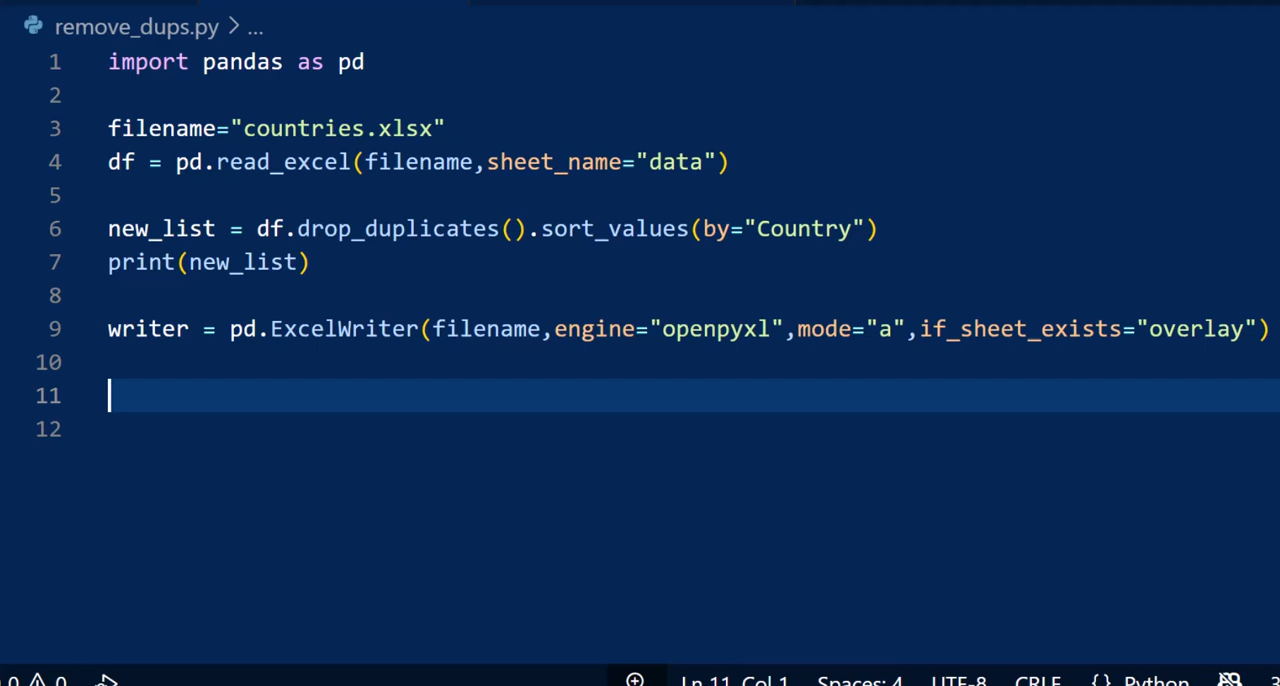 remove_dups.py > ...
1 import pandas as pd
2
3 filename="countries.xlsx"
4 df = pd.read_excel(filename,sheet_name="data")
5
6 new_list = df.drop_duplicates().sort_values(by="Country")
7 print(new_list)
8
9 writer = pd.ExcelWriter(filename,engine="openpyxl",mode="a",if_sheet_exists="overlay")
10
11
12
0 0 Ln 11, Col 1 Spaces: 4 UTF-8 CRLF {} Python